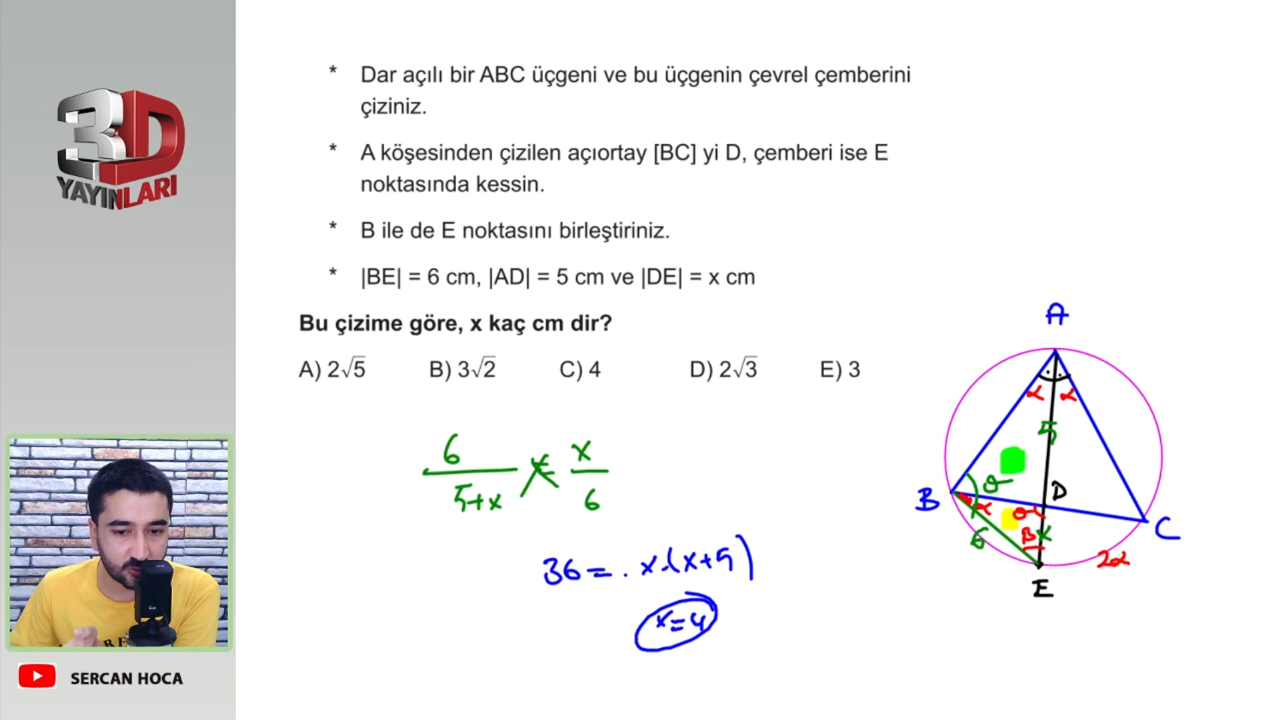 3D
YAYINLARI
* Dar açılı bir ABC üçgeni ve bu üçgenin çevrel çemberini
çiziniz.
* A köşesinden çizilen açıortay [BC] yi D, çemberi ise E
noktasında kessin.
* B ile de E noktasını birleştiriniz.
* |BE| = 6 cm, |AD| = 5 cm ve |DE| = x cm
Bu çizime göre, x kaç cm dir?
A) 2√5 B) 3√2 C) 4 D) 2√3 E) 3
A
α α
5
B
θ
D
α
C
6
B x
2α
E
6 / 5+x = x / 6
36 = . x.(x+5)
x=4
SERCAN HOCA